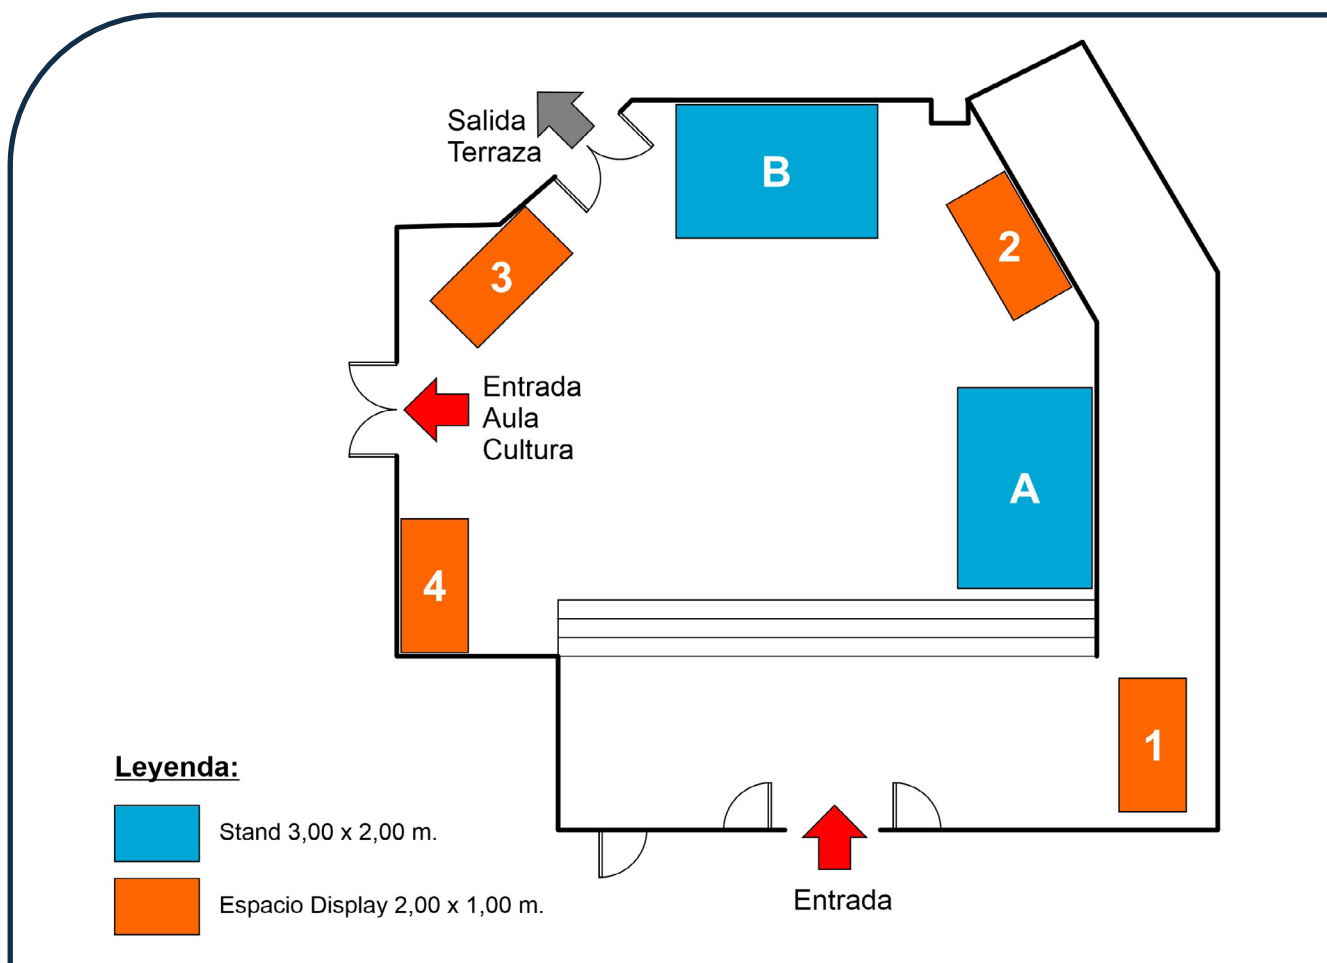 Salida
Terraza
B
2
3
Entrada
Aula
Cultura
A
4
1
Leyenda:
Stand 3,00 x 2,00 m.
Espacio Display 2,00 x 1,00 m.
Entrada